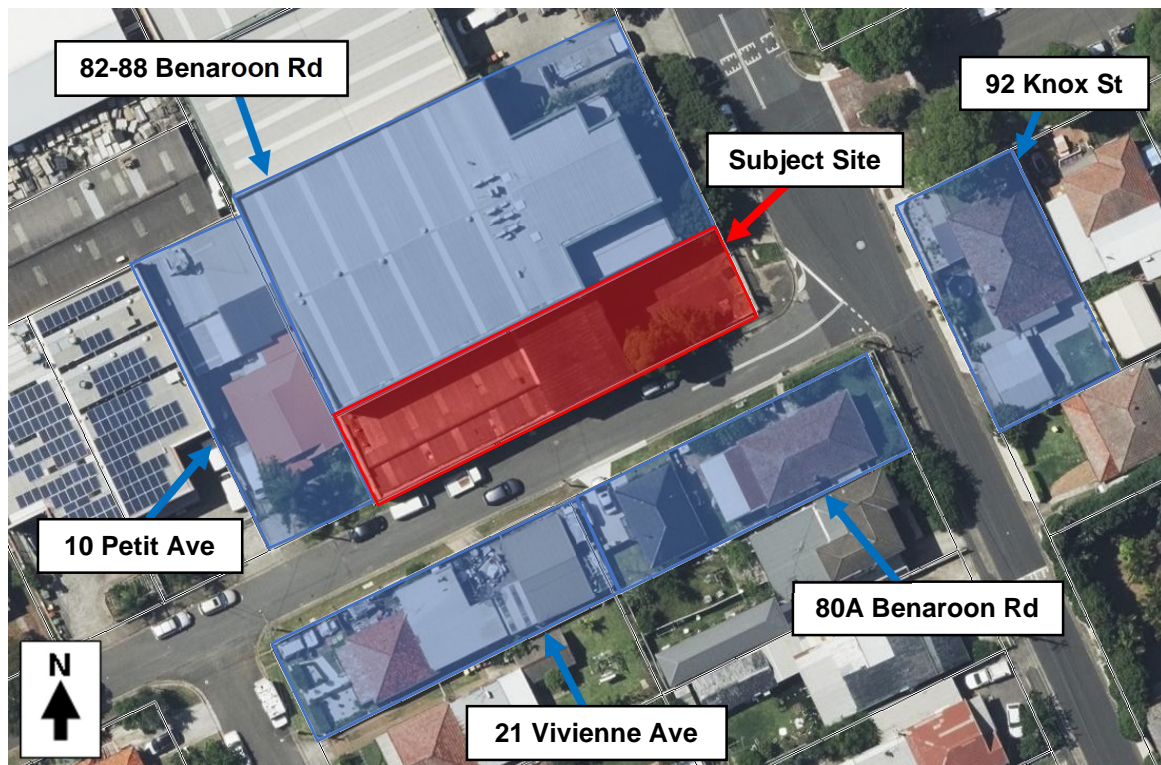 82-88 Benaroon Rd
92 Knox St
Subject Site
10 Petit Ave
80A Benaroon Rd
N
21 Vivienne Ave